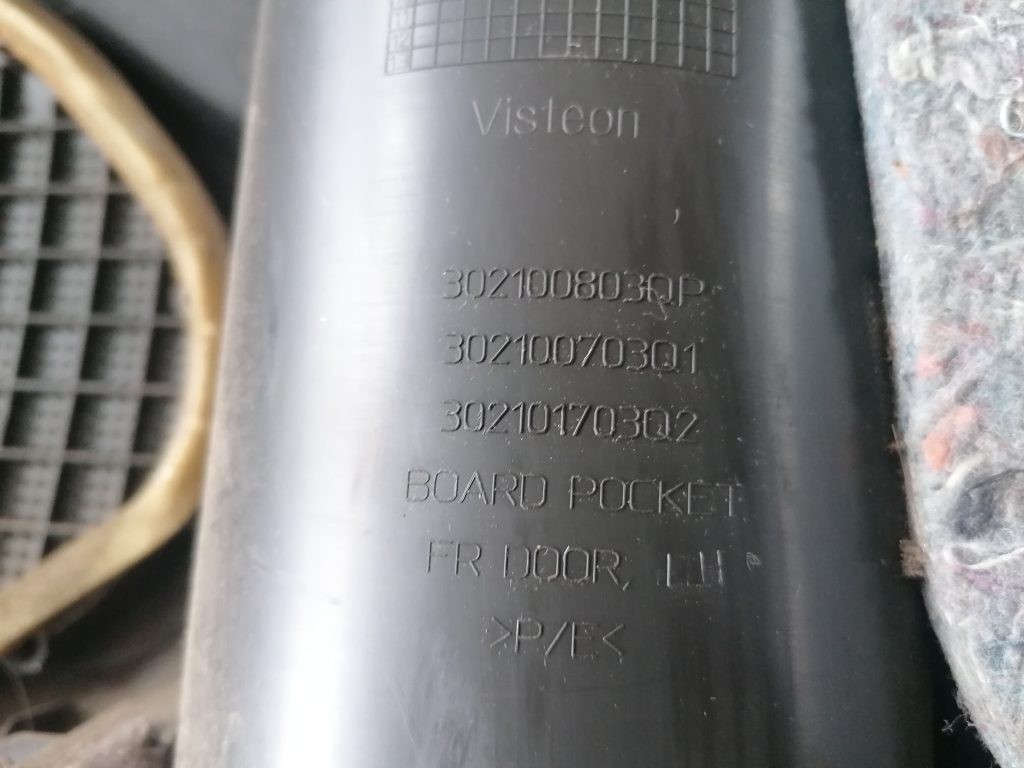 Visteon
302100803QP
302100703Q1
302101703Q2
BOARD POCKET
FR DOOR, LH
>P/E<